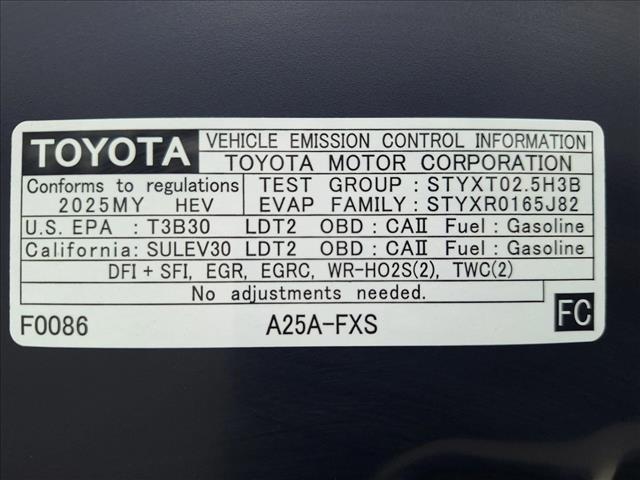 TOYOTA
VEHICLE EMISSION CONTROL INFORMATION
TOYOTA MOTOR CORPORATION
Conforms to regulations
2025MY HEV
TEST GROUP : STYXT02.5H3B
EVAP FAMILY: STYXR0165J82
U.S. EPA : T3B30 LDT2 OBD : CAII Fuel : Gasoline
California: SULEV30 LDT2 OBD : CAII Fuel : Gasoline
DFI + SFI, EGR, EGRC, WR-HO2S(2), TWC(2)
No adjustments needed.
F0086 A25A-FXS FC